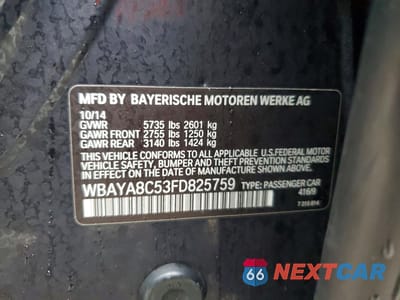 MFD BY BAYERISCHE MOTOREN WERKE AG
10/14
GVWR 5735 lbs 2601 kg
GAWR FRONT 2755 lbs 1250 kg
GAWR REAR 3140 lbs 1424 kg
THIS VEHICLE CONFORMS TO ALL APPLICABLE U.S.FEDERAL MOTOR
VEHICLE SAFETY, BUMPER AND THEFT PREVENTION STANDARDS IN
EFFECT ON THE DATE OF MANUFACTURE SHOWN ABOVE.
WBAYA8C53FD825759 TYPE: PASSENGER CAR
416/9
66 NEXTCAR